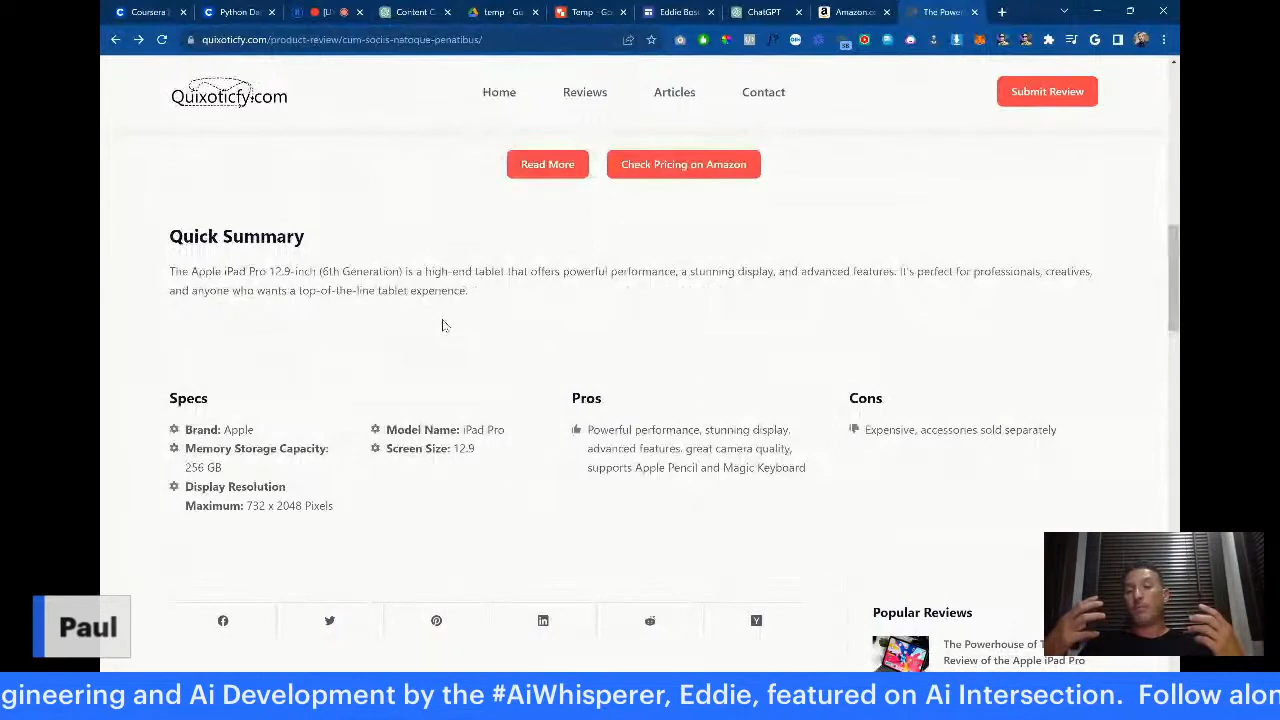 Coursera
Python Da
Content C
temp - Go
Temp - Go
Eddie Bos
ChatGPT
Amazon.c
The Power
quixoticfy.com/product-review/cum-sociis-natoque-penatibus/
Quixoticfy.com
Home
Reviews
Articles
Contact
Submit Review
Read More
Check Pricing on Amazon
Quick Summary
The Apple iPad Pro 12.9-inch (6th Generation) is a high-end tablet that offers powerful performance, a stunning display, and advanced features. It's perfect for professionals, creatives,
and anyone who wants a top-of-the-line tablet experience.
Specs
Brand: Apple
Memory Storage Capacity:
256 GB
Display Resolution
Maximum: 732 x 2048 Pixels
Model Name: iPad Pro
Screen Size: 12.9
Pros
Powerful performance, stunning display,
advanced features, great camera quality,
supports Apple Pencil and Magic Keyboard
Cons
Expensive, accessories sold separately
Popular Reviews
The Powerhouse of T
Review of the Apple iPad Pro
Paul
gineering and Ai Development by the #AiWhisperer, Eddie, featured on Ai Intersection. Follow alon